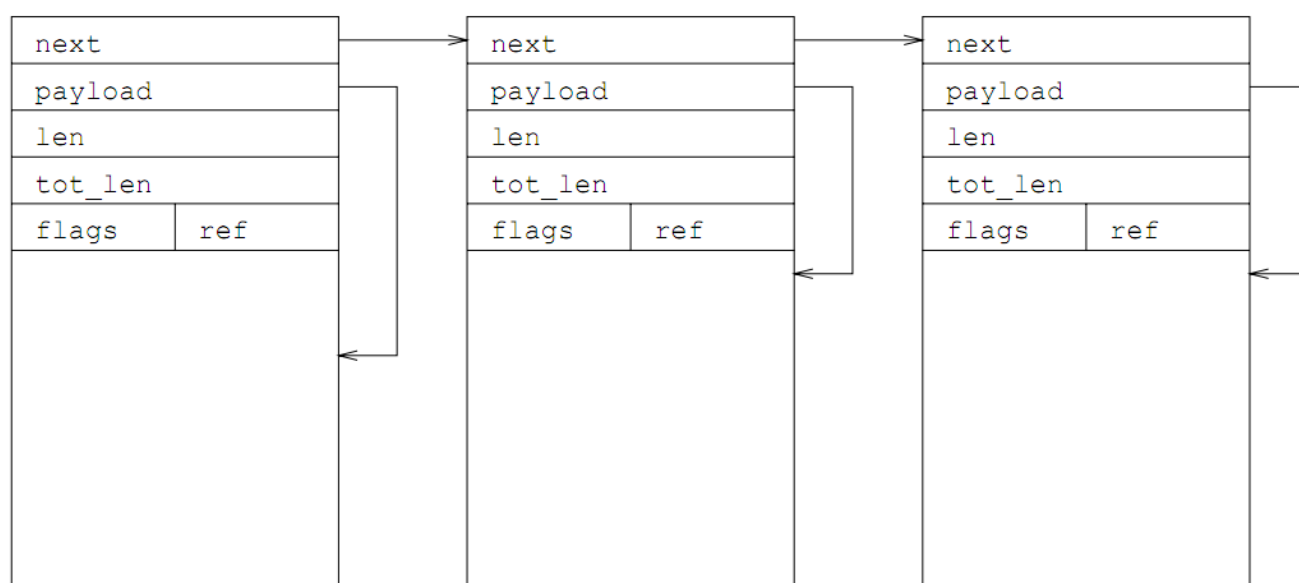 next next next
payload payload payload
len len len
tot_len tot_len tot_len
flags ref flags ref flags ref